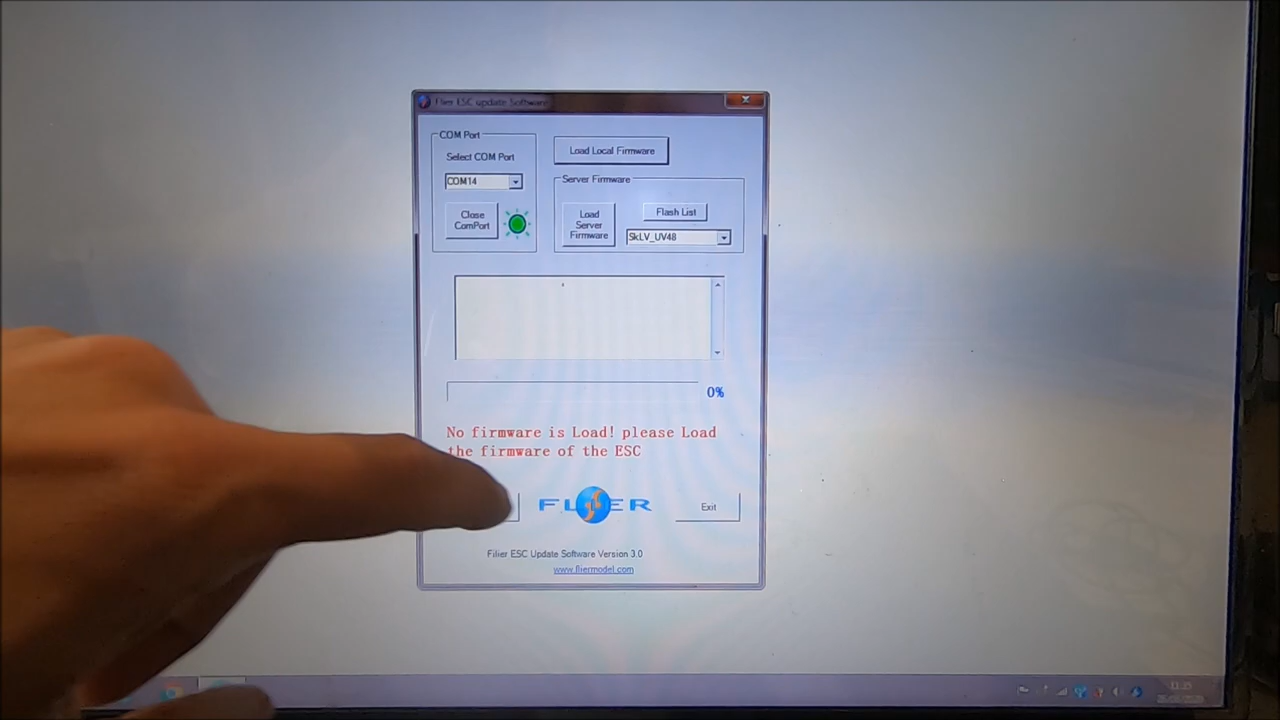 Flier ESC update Software
COM Port
Select COM Port
COM14
Close
ComPort
Load Local Firmware
Server Firmware
Load
Server
Firmware
Flash List
SkLV_UV48
0%
No firmware is Load! please Load
the firmware of the ESC
FLIER
Exit
Filier ESC Update Software Version 3.0
www.fliermodel.com